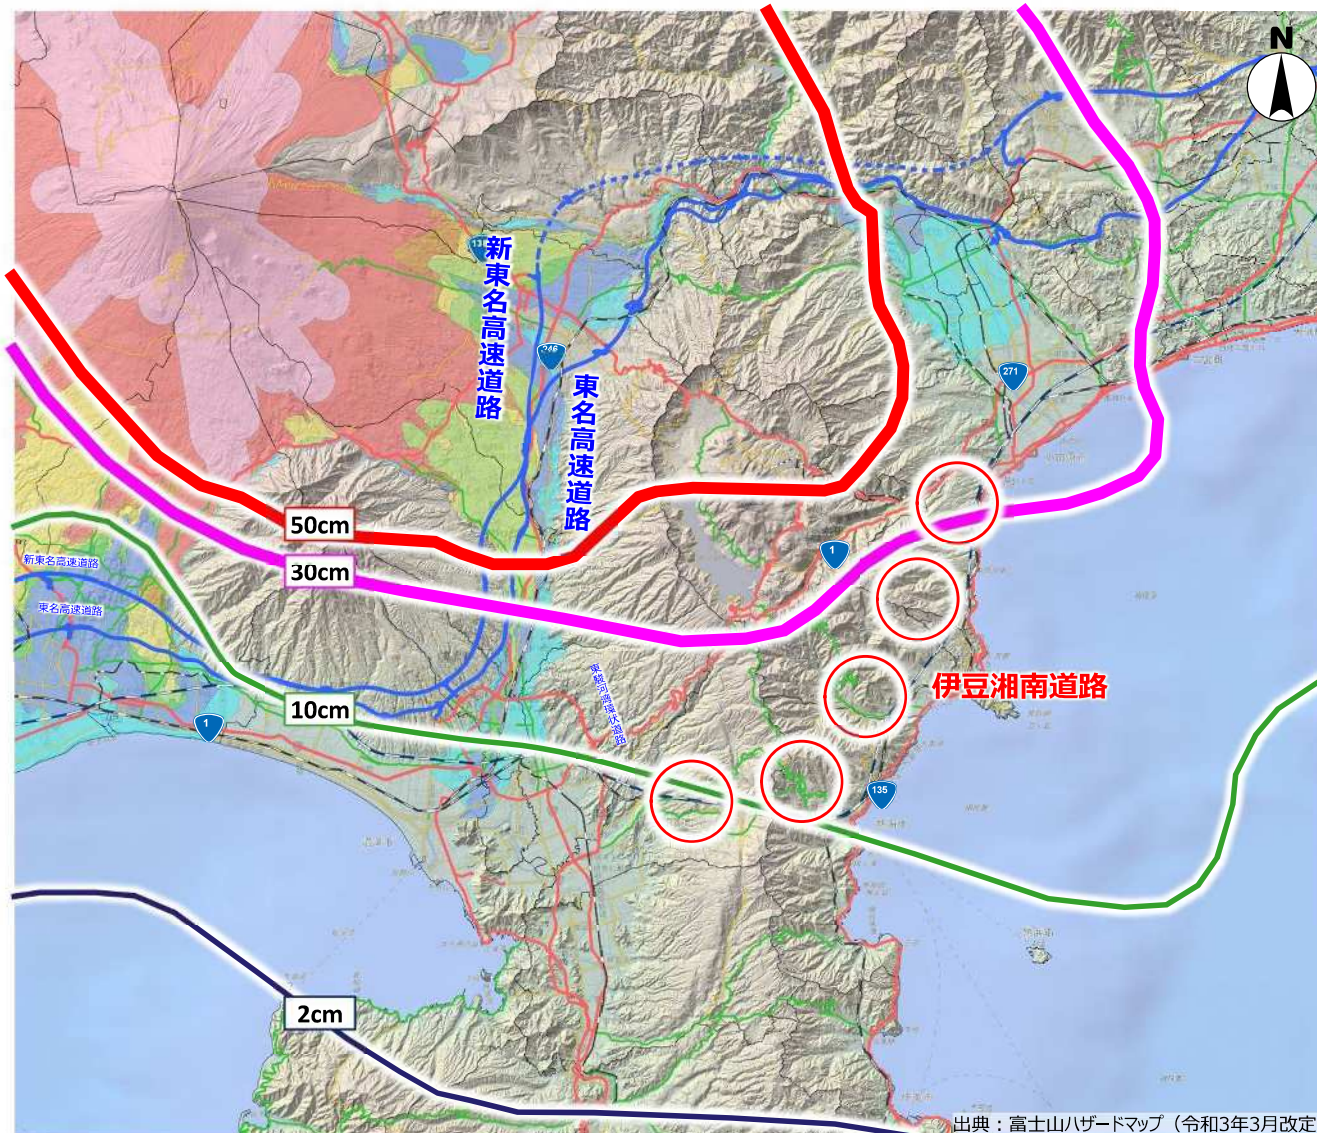 N
138
新東名高速道路
246
東名高速道路
271
50cm
30cm
1
新東名高速道路
東名高速道路
10cm
東駿河湾環状道路
伊豆湘南道路
1
135
2cm
出典：富士山ハザードマップ（令和3年3月改定